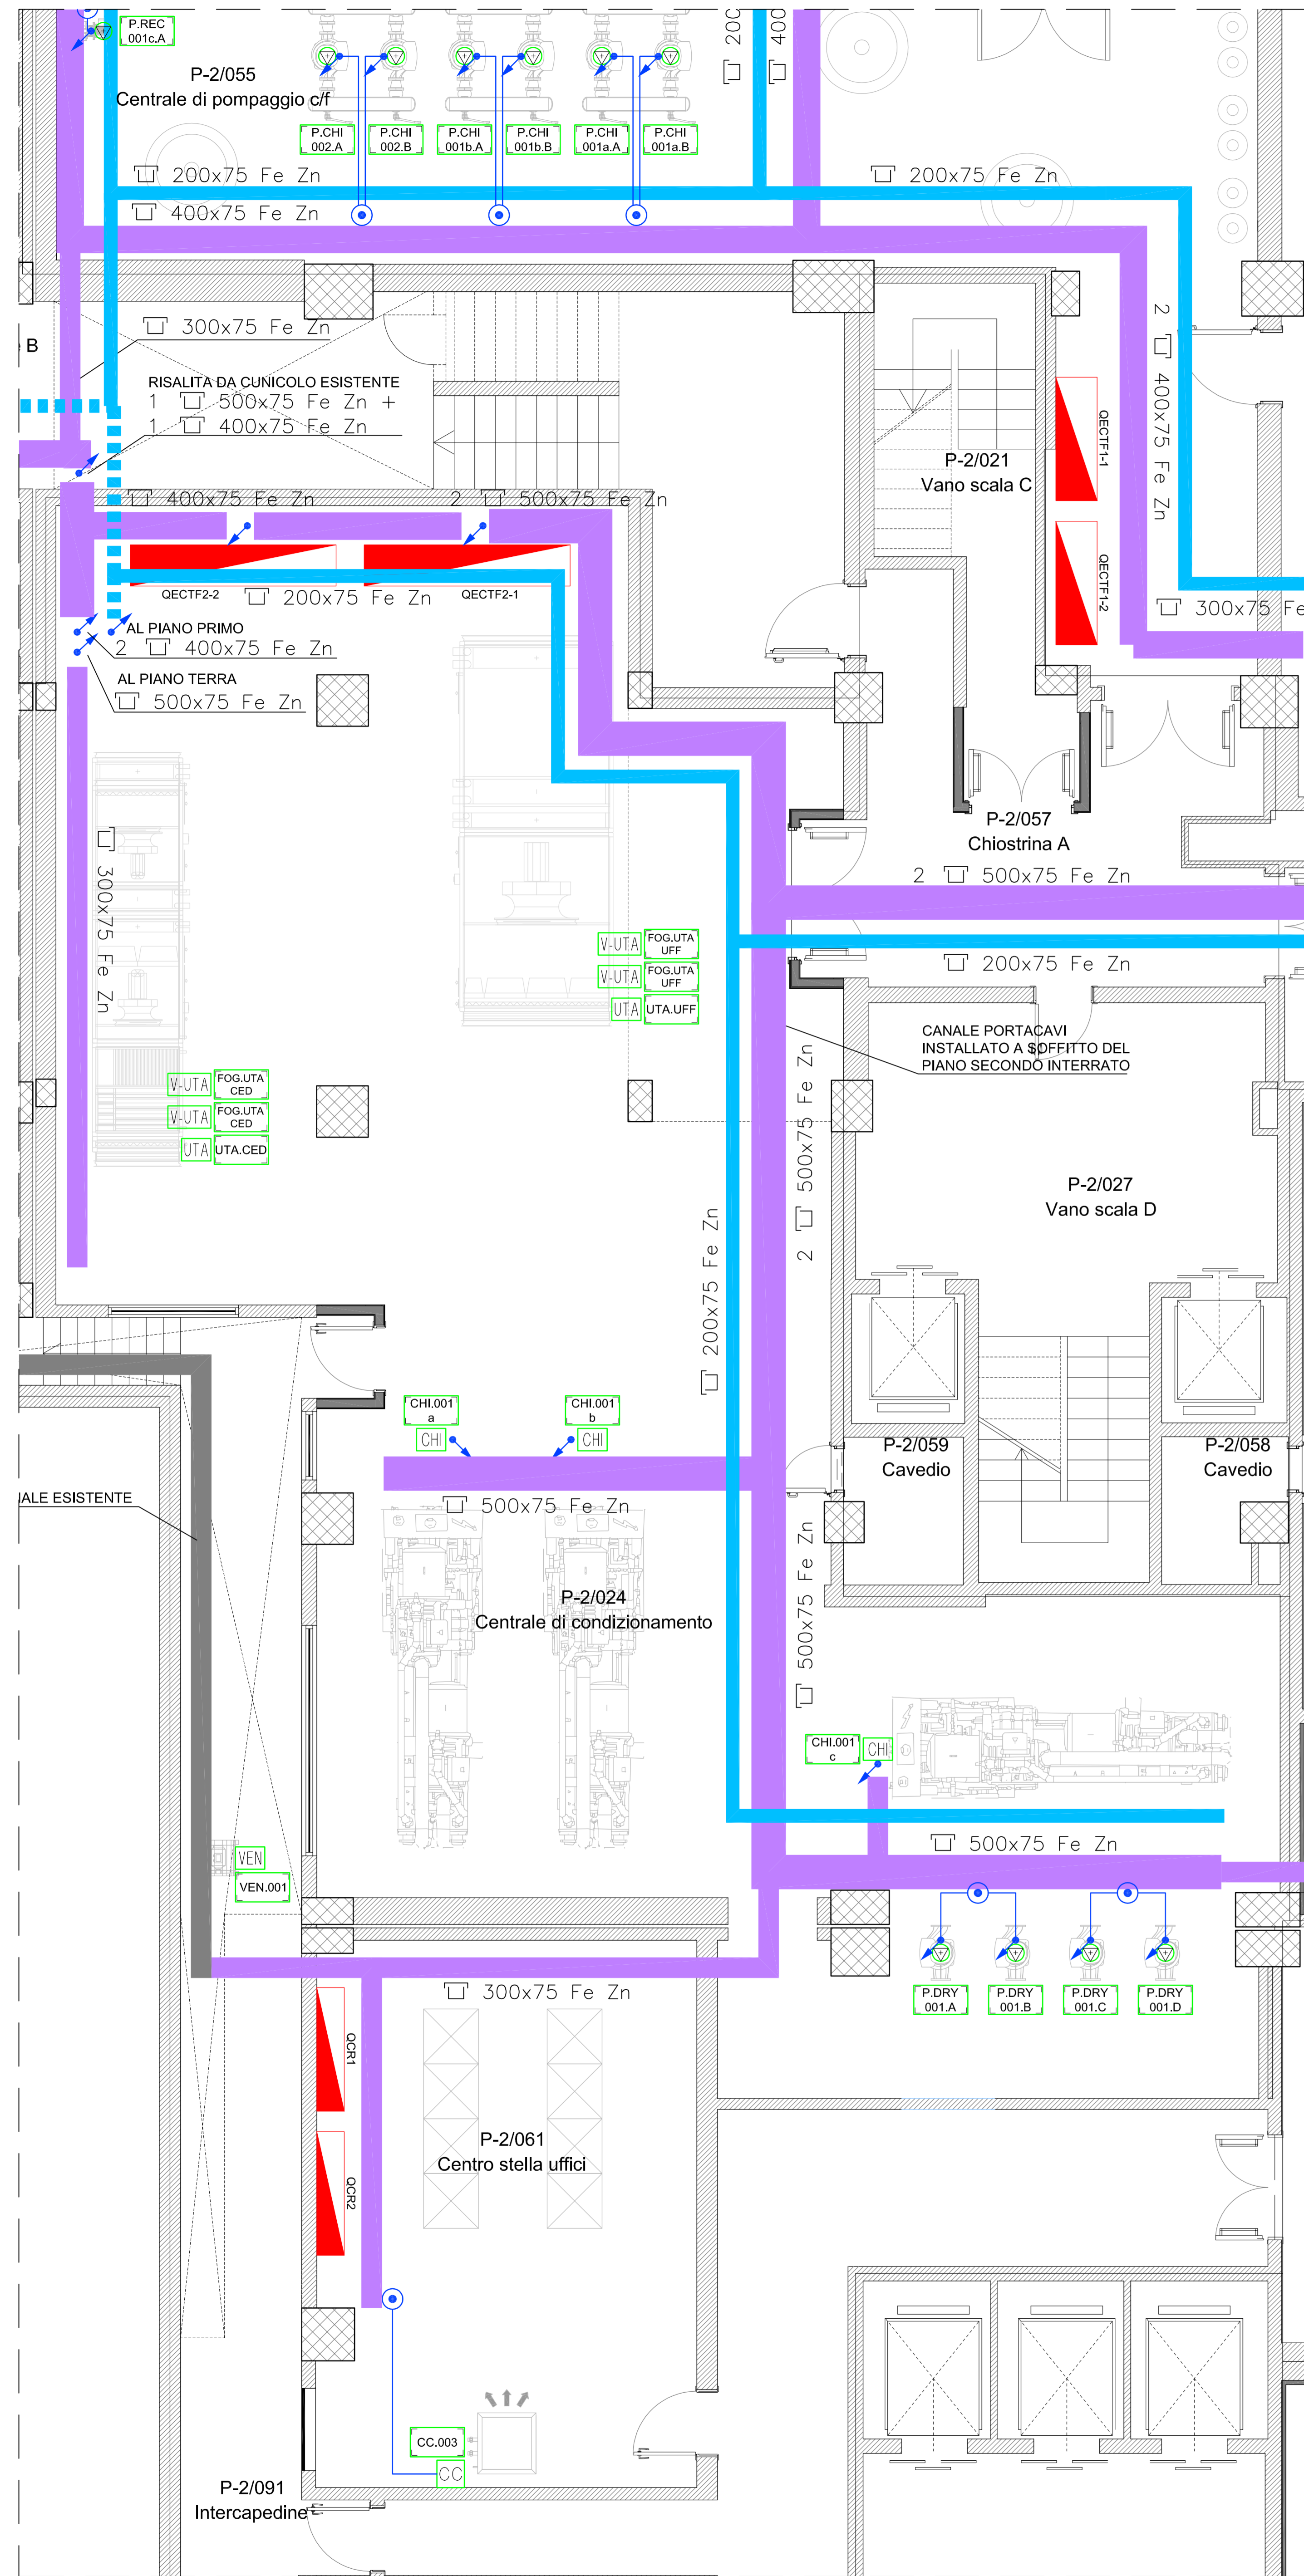 P.REC
001c.A
200
400
P-2/055
Centrale di pompaggio c/f
P.CHI
002.A
P.CHI
002.B
P.CHI
001b.A
P.CHI
001b.B
P.CHI
001a.A
P.CHI
001a.B
200x75 Fe Zn
200x75 Fe Zn
400x75 Fe Zn
300x75 Fe Zn
B
2 400x75 Fe Zn
RISALITA DA CUNICOLO ESISTENTE
1 500x75 Fe Zn +
1 400x75 Fe Zn
QECTF1-1
P-2/021
Vano scala C
400x75 Fe Zn
2 500x75 Fe Zn
QECTF1-2
QECTF2-2
200x75 Fe Zn
QECTF2-1
300x75 Fe
AL PIANO PRIMO
2 400x75 Fe Zn
AL PIANO TERRA
500x75 Fe Zn
P-2/057
Chiostrina A
300x75 Fe Zn
2 500x75 Fe Zn
V-UTA
FOG.UTA
UFF
V-UTA
FOG.UTA
UFF
UTA
UTA.UFF
200x75 Fe Zn
CANALE PORTACAVI
INSTALLATO A SOFFITTO DEL
PIANO SECONDO INTERRATO
V-UTA
FOG.UTA
CED
V-UTA
FOG.UTA
CED
UTA
UTA.CED
2 500x75 Fe Zn
P-2/027
Vano scala D
200x75 Fe Zn
CHI.001
a
CHI
CHI.001
b
CHI
P-2/059
Cavedio
P-2/058
Cavedio
NALE ESISTENTE
500x75 Fe Zn
500x75 Fe Zn
P-2/024
Centrale di condizionamento
CHI.001
c
CHI
500x75 Fe Zn
VEN
VEN.001
300x75 Fe Zn
P.DRY
001.A
P.DRY
001.B
P.DRY
001.C
P.DRY
001.D
QCR1
P-2/061
Centro stella uffici
QCR2
CC.003
CC
P-2/091
Intercapedine